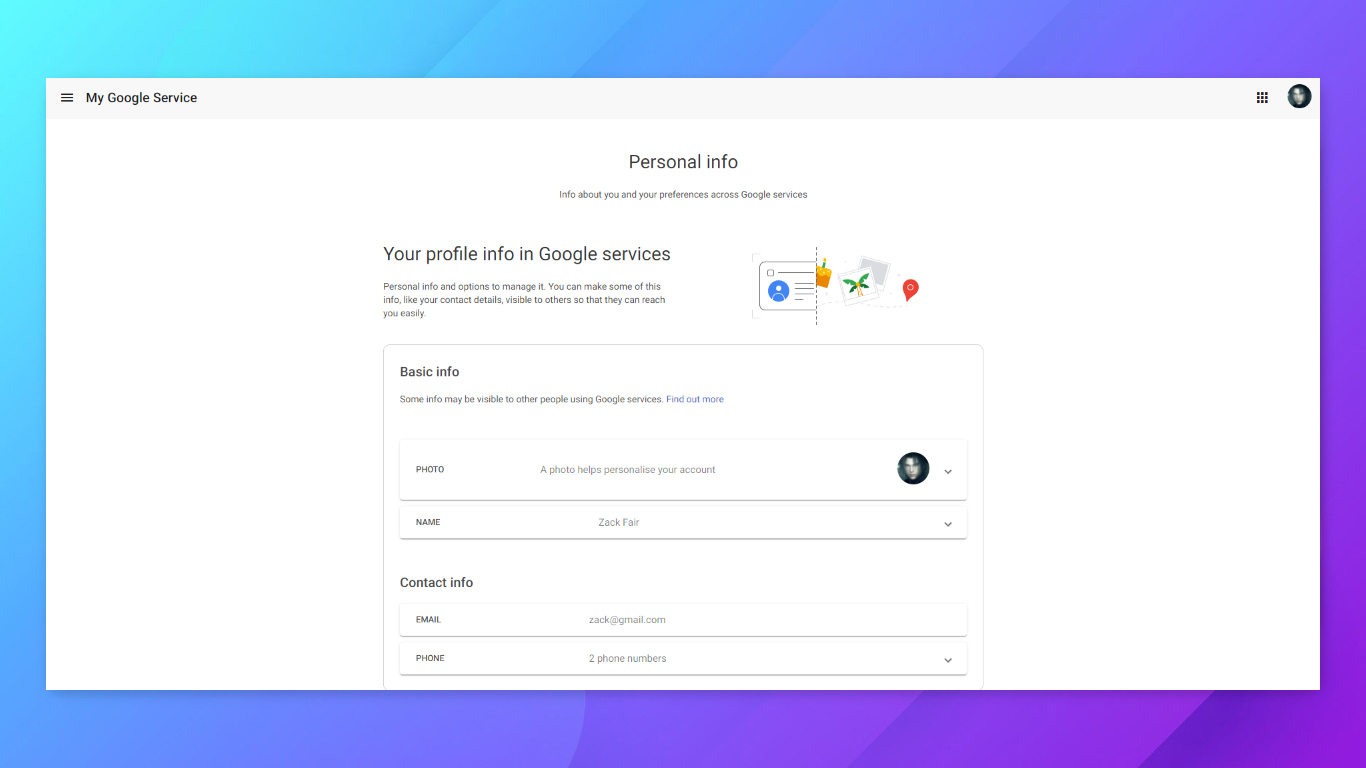 My Google Service
Personal info
Info about you and your preferences across Google services
Your profile info in Google services
Personal info and options to manage it. You can make some of this
info, like your contact details, visible to others so that they can reach
you easily.
Basic info
Some info may be visible to other people using Google services. Find out more
PHOTO A photo helps personalise your account
NAME Zack Fair
Contact info
EMAIL zack@gmail.com
PHONE 2 phone numbers